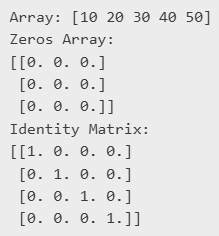 Array: [10 20 30 40 50]
Zeros Array:
[[0. 0. 0.]
 [0. 0. 0.]
 [0. 0. 0.]]
Identity Matrix:
[[1. 0. 0. 0.]
 [0. 1. 0. 0.]
 [0. 0. 1. 0.]
 [0. 0. 0. 1.]]